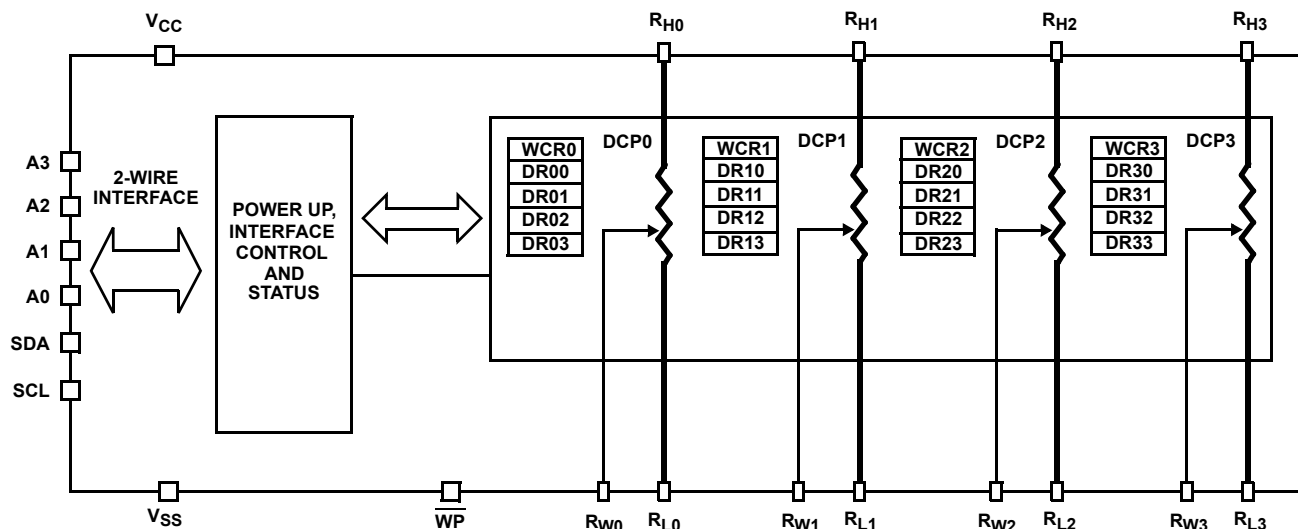 VCC
RH0
RH1
RH2
RH3
A3
A2
A1
A0
SDA
SCL
2-WIRE
INTERFACE
POWER UP,
INTERFACE
CONTROL
AND
STATUS
WCR0
DR00
DR01
DR02
DR03
DCP0
WCR1
DR10
DR11
DR12
DR13
DCP1
WCR2
DR20
DR21
DR22
DR23
DCP2
WCR3
DR30
DR31
DR32
DR33
DCP3
VSS
WP
RW0
RL0
RW1
RL1
RW2
RL2
RW3
RL3